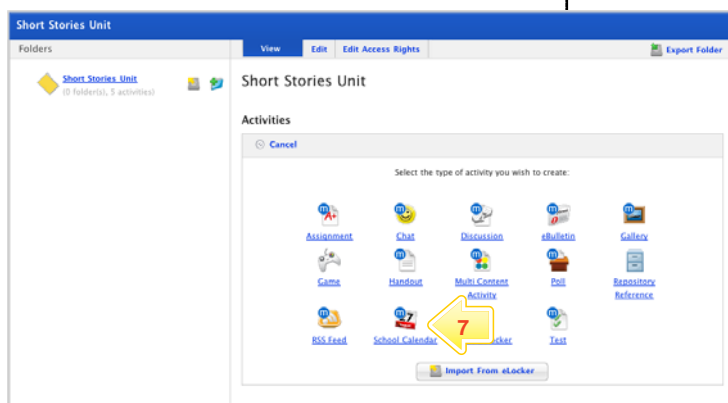 Short Stories Unit
Folders
View Edit Edit Access Rights Export Folder
Short Stories Unit
(0 folder(s), 5 activities)
Short Stories Unit
Activities
Cancel
Select the type of activity you wish to create:
Assignment Chat Discussion eBulletin Gallery
Game Handout Multi Content Activity Poll Repository Reference
RSS Feed School Calendar Test
7
Import From eLocker